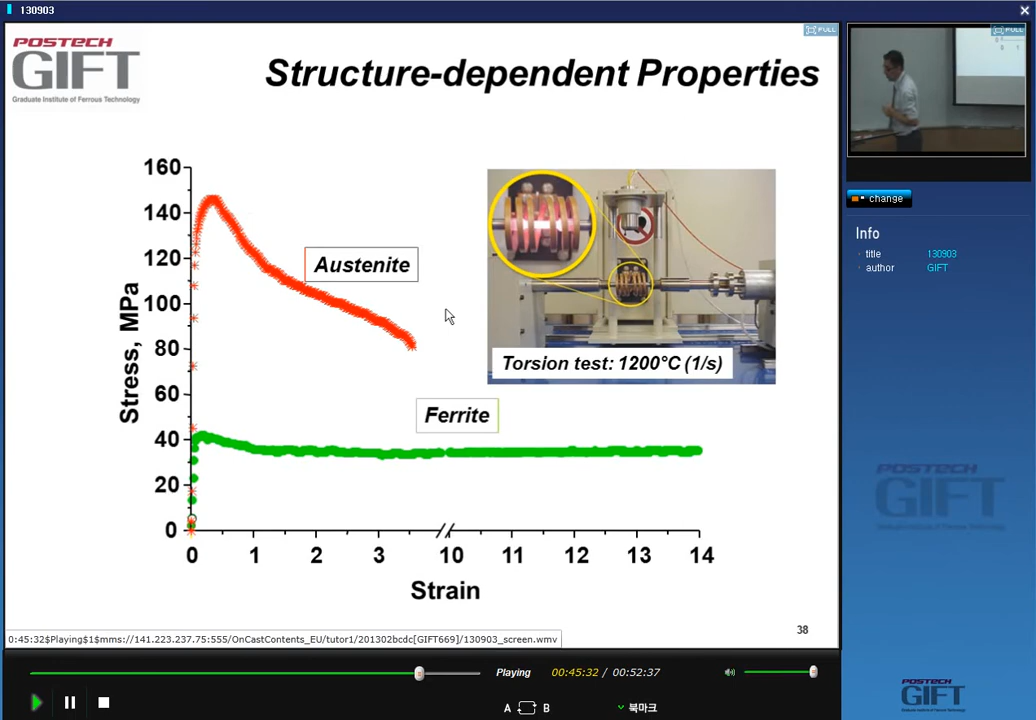 130903
POSTECH
GIFT
Graduate Institute of Ferrous Technology
FULL
Structure-dependent Properties
160
140
120
100
80
60
40
20
0
Stress, MPa
Austenite
Ferrite
Torsion test: 1200°C (1/s)
0 1 2 3 10 11 12 13 14
Strain
38
0:45:32$Playing$1$mms://141.223.237.75:555/OnCastContents_EU/tutor1/201302bcdc[GIFT669]/130903_screen.wmv
Playing
0:45:32 / 00:52:37
A B
북마크
FULL
change
Info
title 130903
author GIFT
POSTECH
GIFT
POSTECH
GIFT